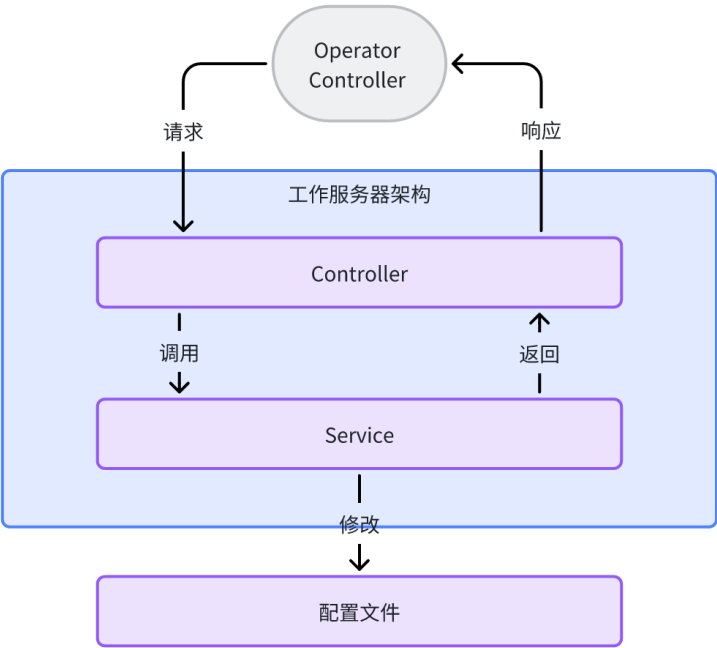 Operator
Controller
请求
响应
工作服务器架构
Controller
调用
返回
Service
修改
配置文件